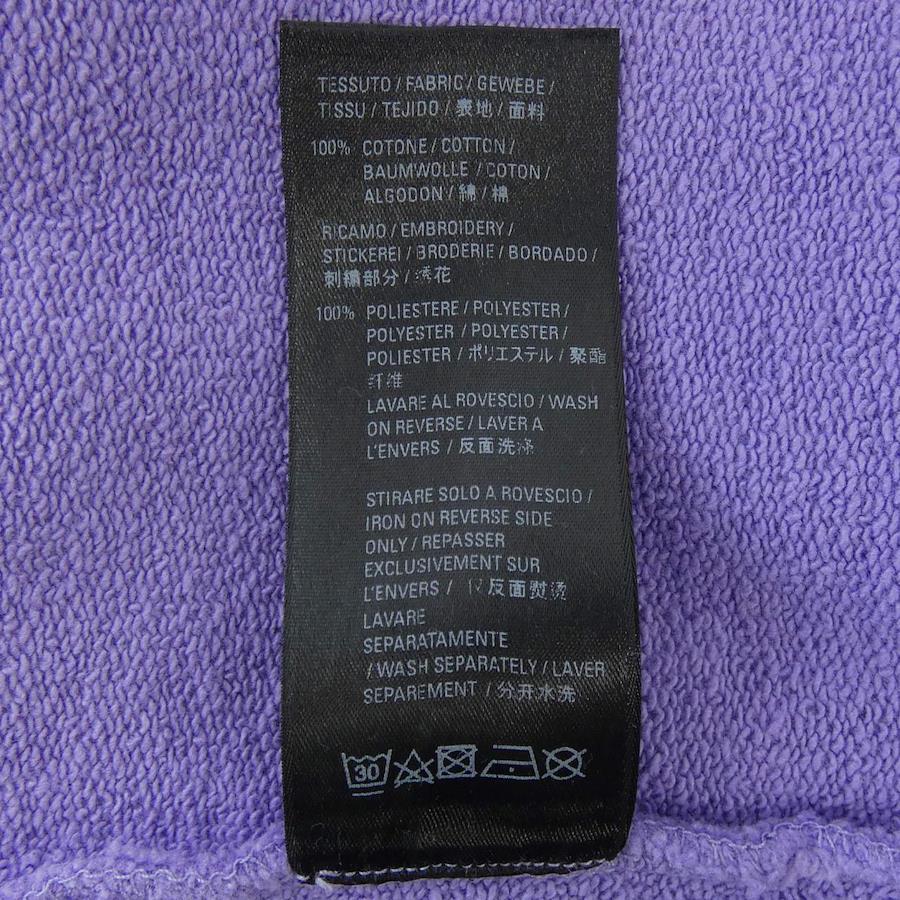 TESSUTO / FABRIC / GEWEBE /
TISSU / TEJIDO / 表地 / 面料
100% COTONE / COTTON /
BAUMWOLLE / COTON /
ALGODON / 綿 / 棉
RICAMO / EMBROIDERY /
STICKEREI / BRODERIE / BORDADO /
刺繍部分 / 绣花
100% POLIESTERE / POLYESTER /
POLYESTER / POLYESTER /
POLIESTER / ポリエステル / 聚酯
纤维
LAVARE AL ROVESCIO / WASH
ON REVERSE / LAVER A
L'ENVERS / 反面洗涤
STIRARE SOLO A ROVESCIO /
IRON ON REVERSE SIDE
ONLY / REPASSER
EXCLUSIVEMENT SUR
L'ENVERS / 仅反面熨烫
LAVARE
SEPARATAMENTE
/ WASH SEPARATELY / LAVER
SEPAREMENT / 分开水洗
30